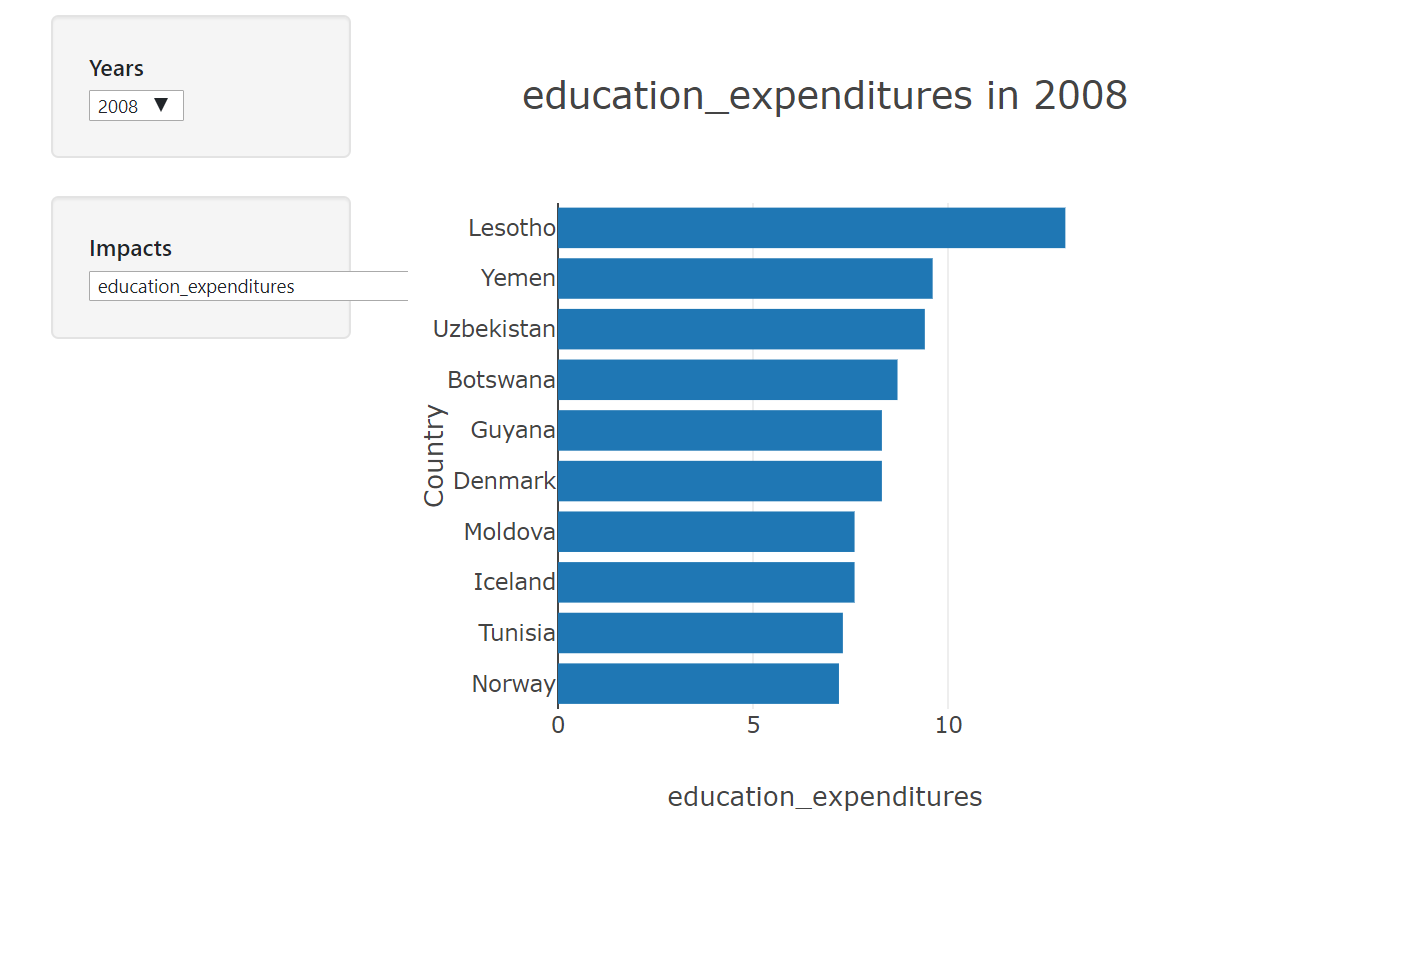 Years
2008 ▼
Impacts
education_expenditures
education_expenditures in 2008
Country
Lesotho
Yemen
Uzbekistan
Botswana
Guyana
Denmark
Moldova
Iceland
Tunisia
Norway
0 5 10
education_expenditures